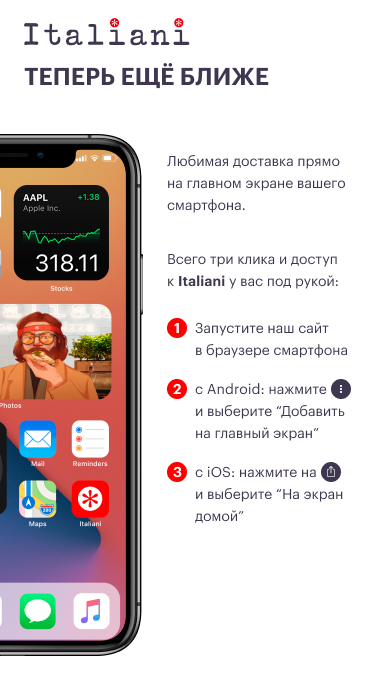 Italiani
ТЕПЕРЬ ЕЩЁ БЛИЖЕ
AAPL +1.38
Apple Inc.
318.11
Stocks
Photos
Mail
Reminders
Maps
Italiani
280
Любимая доставка прямо
на главном экране вашего
смартфона.
Всего три клика и доступ
к Italiani у вас под рукой:
1 Запустите наш сайт
в браузере смартфона
2 с Android: нажмите
и выберите “Добавить
на главный экран”
3 с iOS: нажмите на
и выберите “На экран
домой”